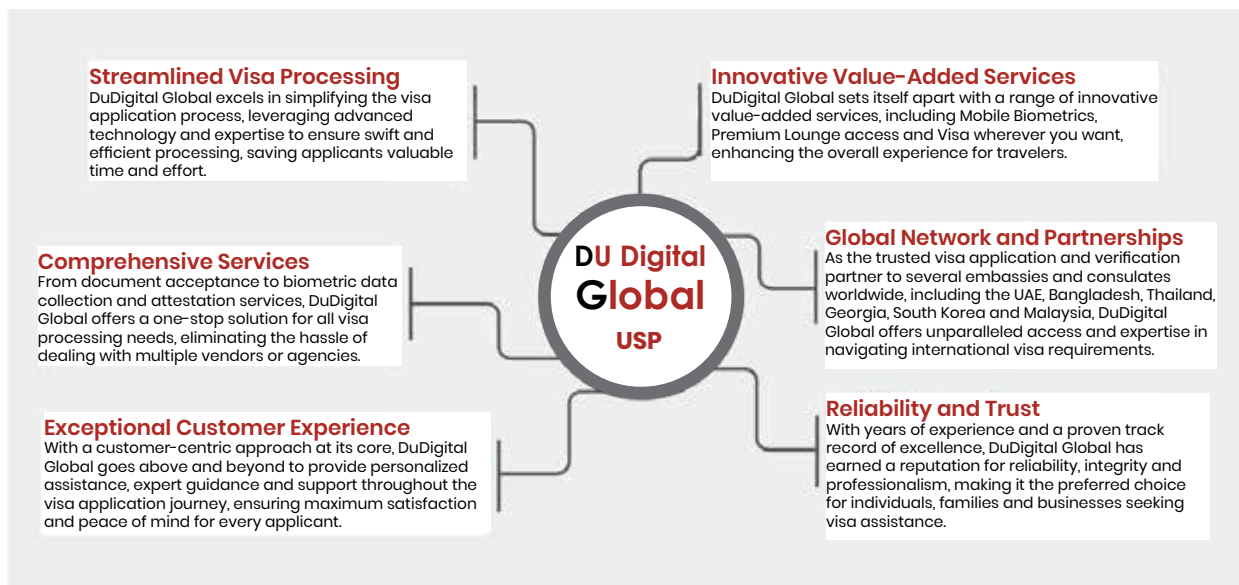 Streamlined Visa Processing
DuDigital Global excels in simplifying the visa
application process, leveraging advanced
technology and expertise to ensure swift and
efficient processing, saving applicants valuable
time and effort.
Innovative Value-Added Services
DuDigital Global sets itself apart with a range of innovative
value-added services, including Mobile Biometrics,
Premium Lounge access and Visa wherever you want,
enhancing the overall experience for travelers.
Comprehensive Services
From document acceptance to biometric data
collection and attestation services, DuDigital
Global offers a one-stop solution for all visa
processing needs, eliminating the hassle of
dealing with multiple vendors or agencies.
DU Digital
Global
USP
Global Network and Partnerships
As the trusted visa application and verification
partner to several embassies and consulates
worldwide, including the UAE, Bangladesh, Thailand,
Georgia, South Korea and Malaysia, DuDigital
Global offers unparalleled access and expertise in
navigating international visa requirements.
Exceptional Customer Experience
With a customer-centric approach at its core, DuDigital
Global goes above and beyond to provide personalized
assistance, expert guidance and support throughout the
visa application journey, ensuring maximum satisfaction
and peace of mind for every applicant.
Reliability and Trust
With years of experience and a proven track
record of excellence, DuDigital Global has
earned a reputation for reliability, integrity and
professionalism, making it the preferred choice
for individuals, families and businesses seeking
visa assistance.